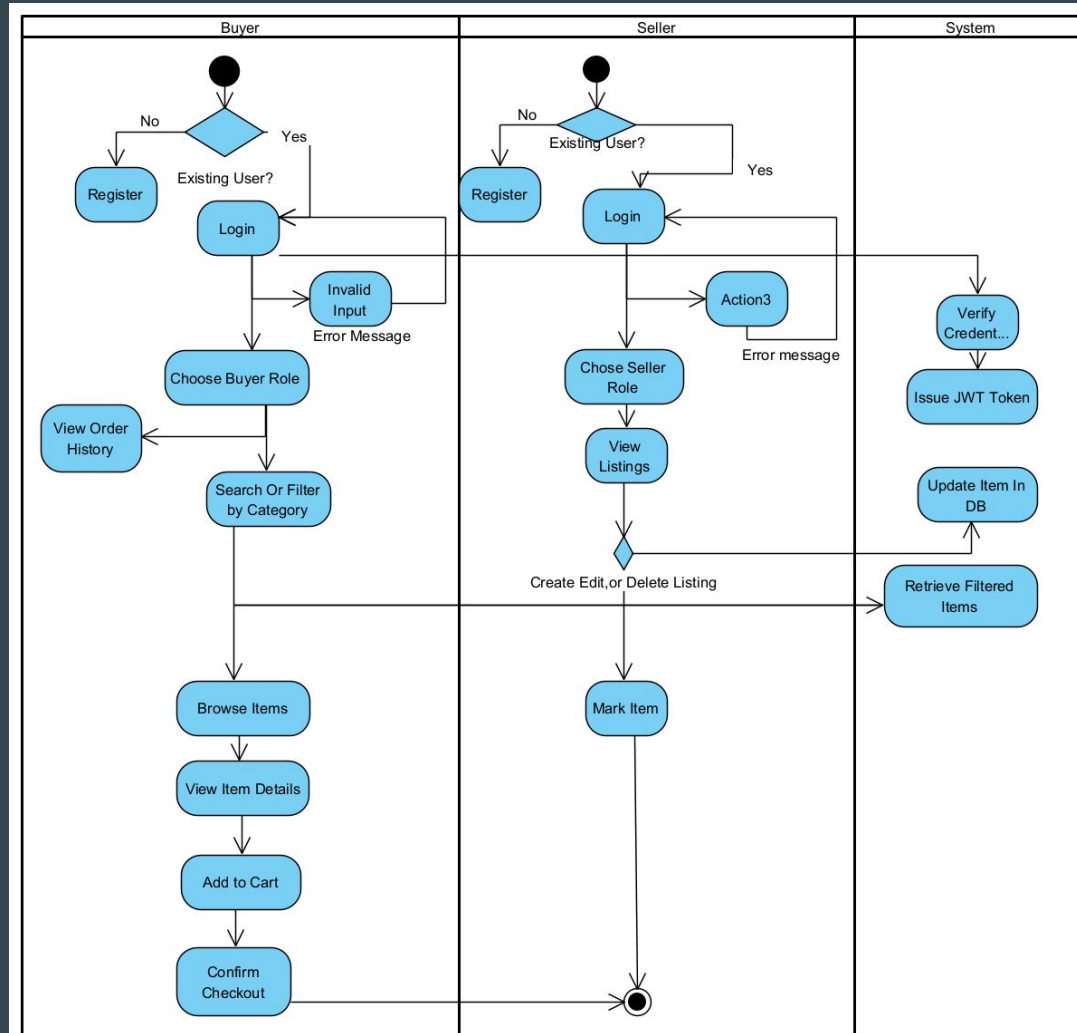 Buyer
Seller
System
No
Yes
Existing User?
Register
Login
Invalid
Input
Error Message
Choose Buyer Role
View Order
History
Search Or Filter
by Category
Browse Items
View Item Details
Add to Cart
Confirm
Checkout
No
Existing User?
Yes
Register
Login
Action3
Error message
Chose Seller
Role
View
Listings
Create Edit,or Delete Listing
Mark Item
Verify
Credent...
Issue JWT Token
Update Item In
DB
Retrieve Filtered
Items